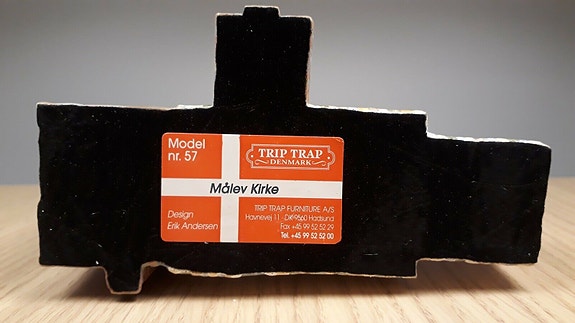 Model
nr. 57
TRIP TRAP
DENMARK
Målev Kirke
Design
Erik Andersen
TRIP TRAP FURNITURE A/S
Havnevej 11 - DK-9560 Hadsund
Fax +45 99 52 52 29
Tel. +45 99 52 52 00